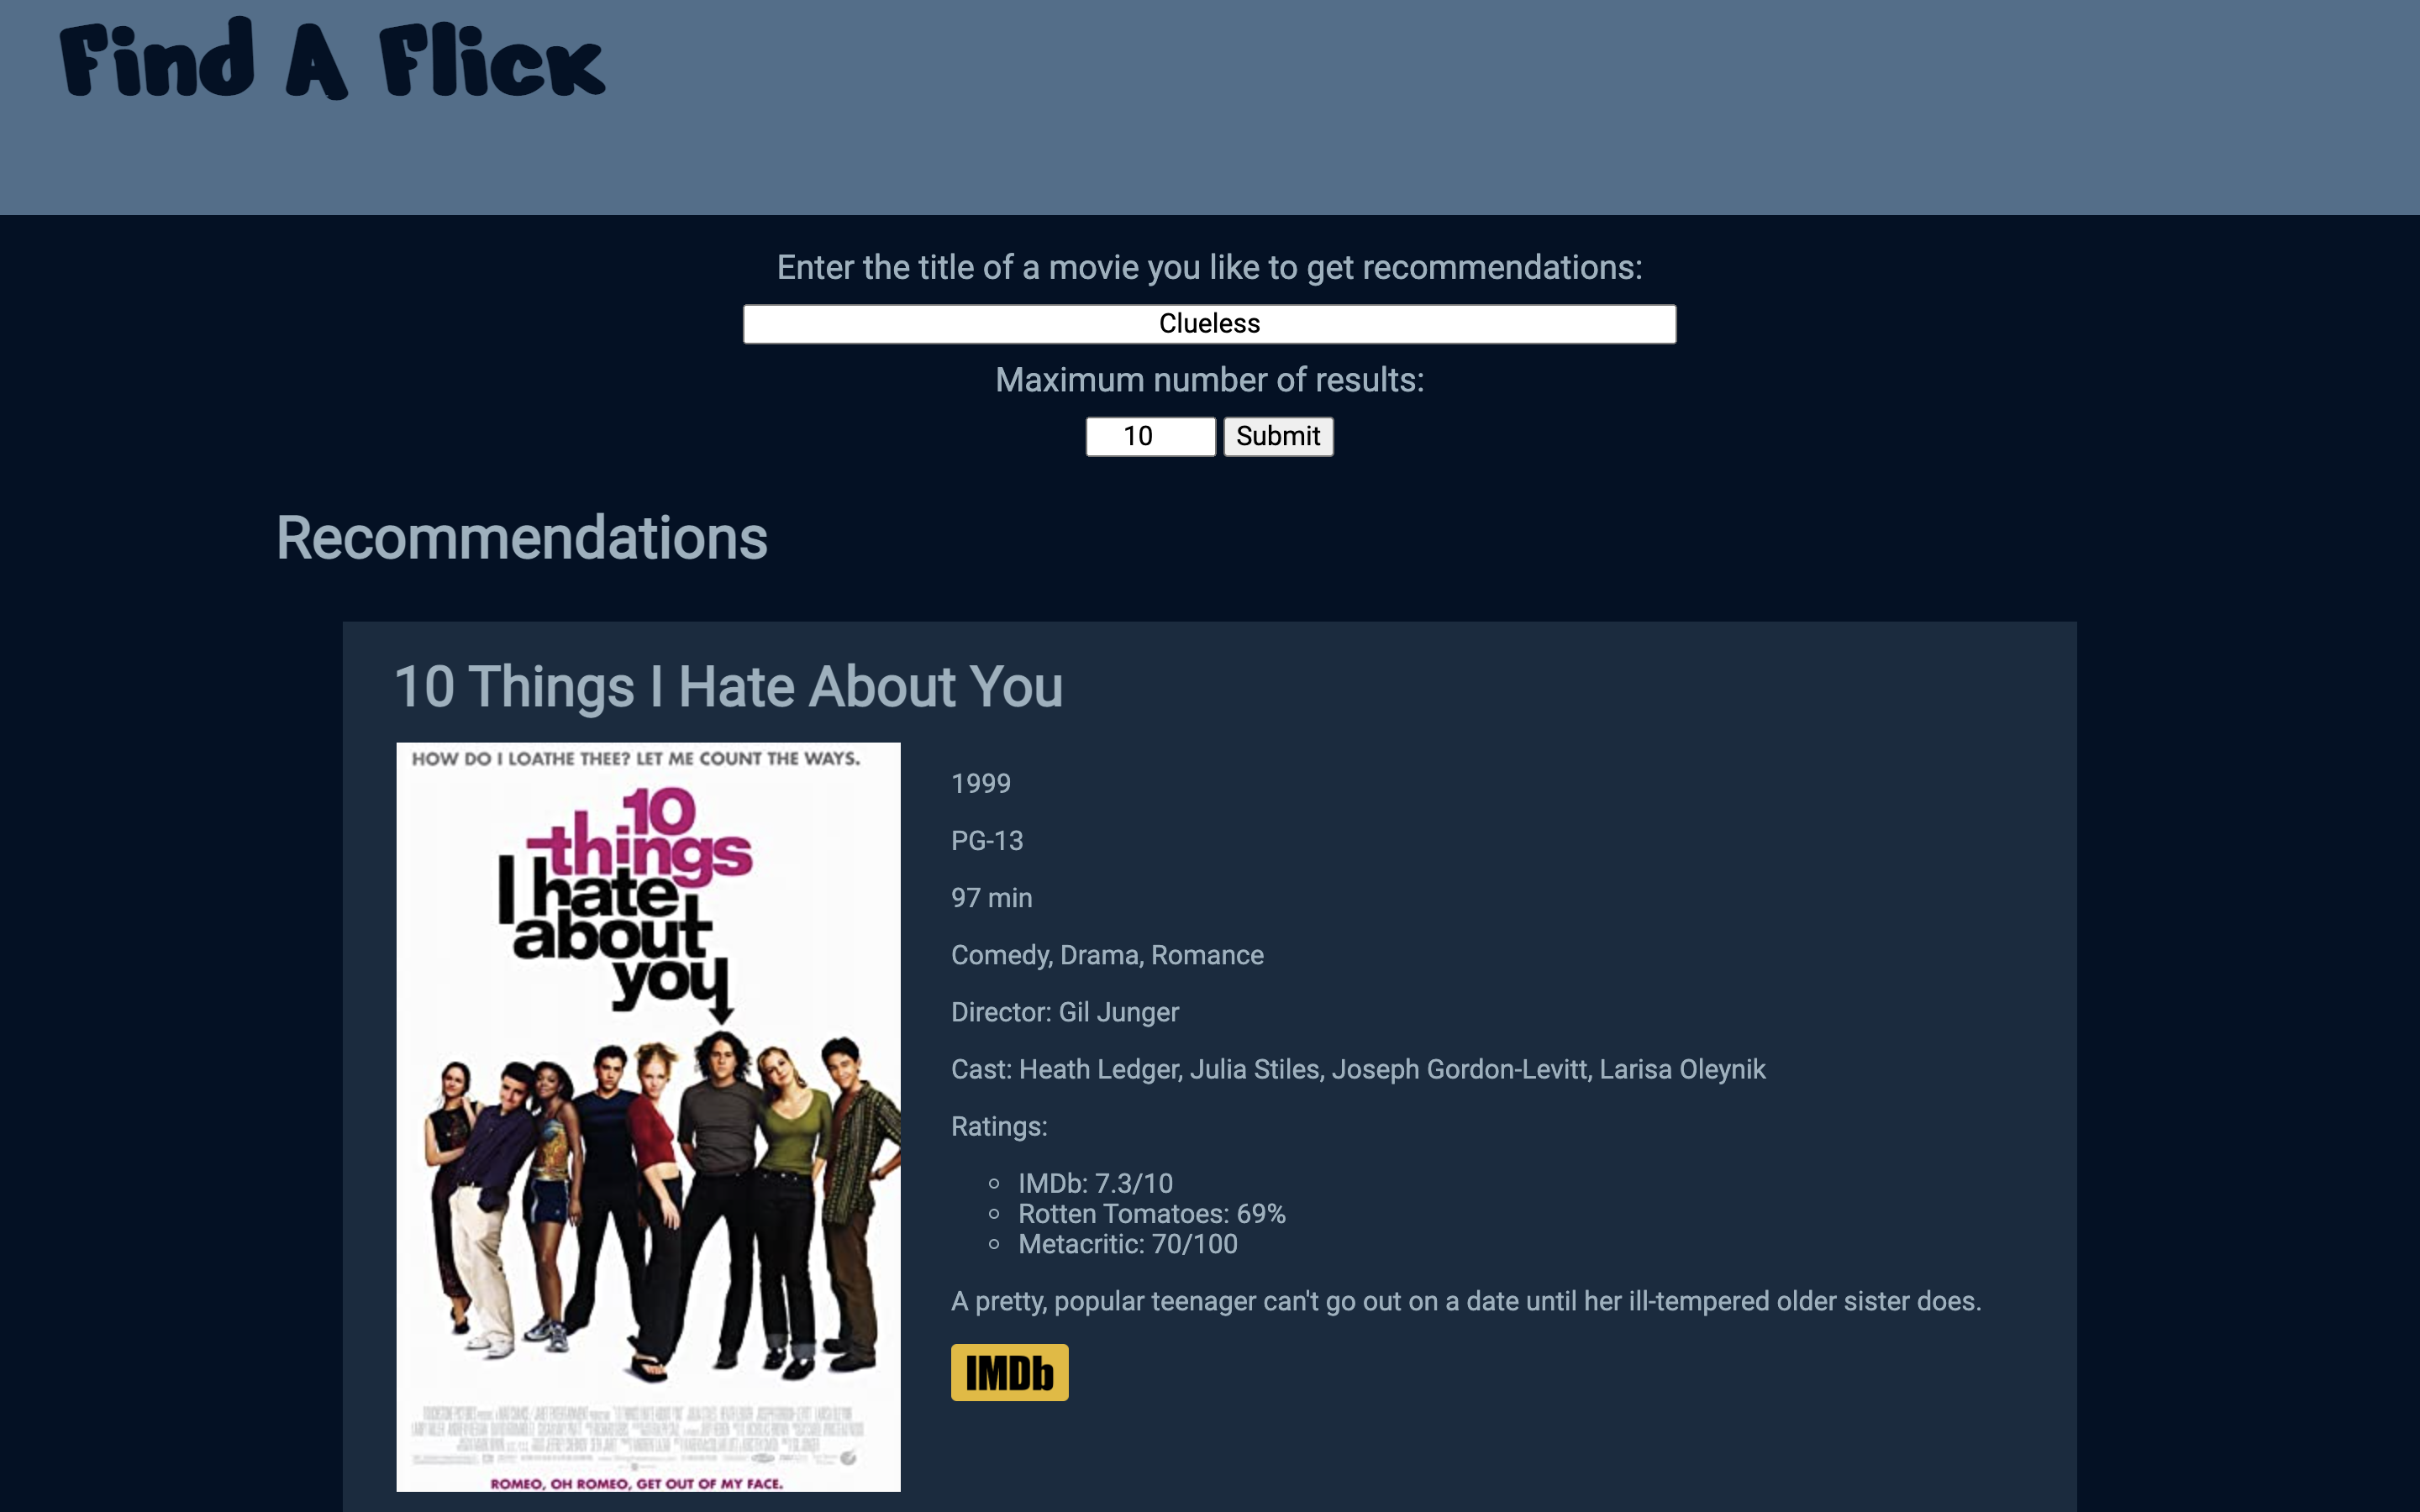 Find A Flick
Enter the title of a movie you like to get recommendations:
Clueless
Maximum number of results:
10 Submit
Recommendations
10 Things I Hate About You
HOW DO I LOATHE THEE? LET ME COUNT THE WAYS.
10
things
I hate
about
you
ROMEO, OH ROMEO, GET OUT OF MY FACE.
1999
PG-13
97 min
Comedy, Drama, Romance
Director: Gil Junger
Cast: Heath Ledger, Julia Stiles, Joseph Gordon-Levitt, Larisa Oleynik
Ratings:
IMDb: 7.3/10
Rotten Tomatoes: 69%
Metacritic: 70/100
A pretty, popular teenager can't go out on a date until her ill-tempered older sister does.
IMDb